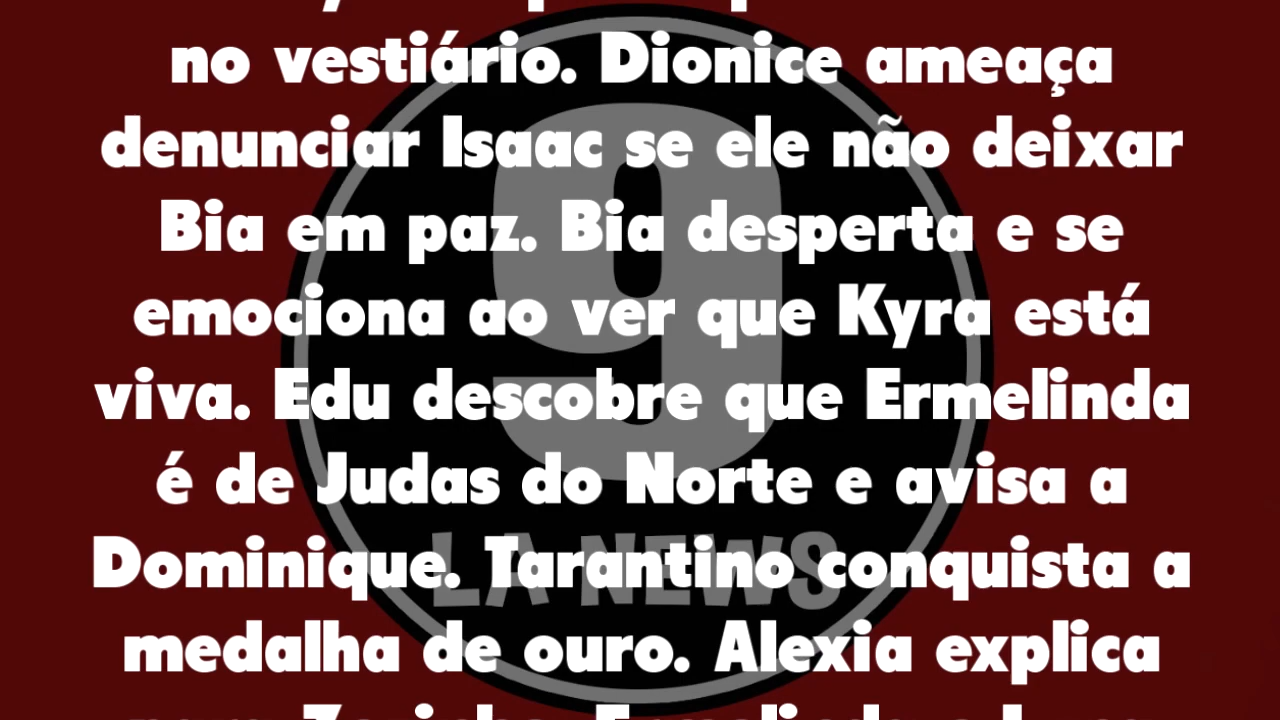 no vestiário. Dionice ameaça
denunciar Isaac se ele não deixar
Bia em paz. Bia desperta e se
emociona ao ver que Kyra está
viva. Edu descobre que Ermelinda
é de Judas do Norte e avisa a
Dominique. Tarantino conquista a
medalha de ouro. Alexia explica
9
LA NEWS